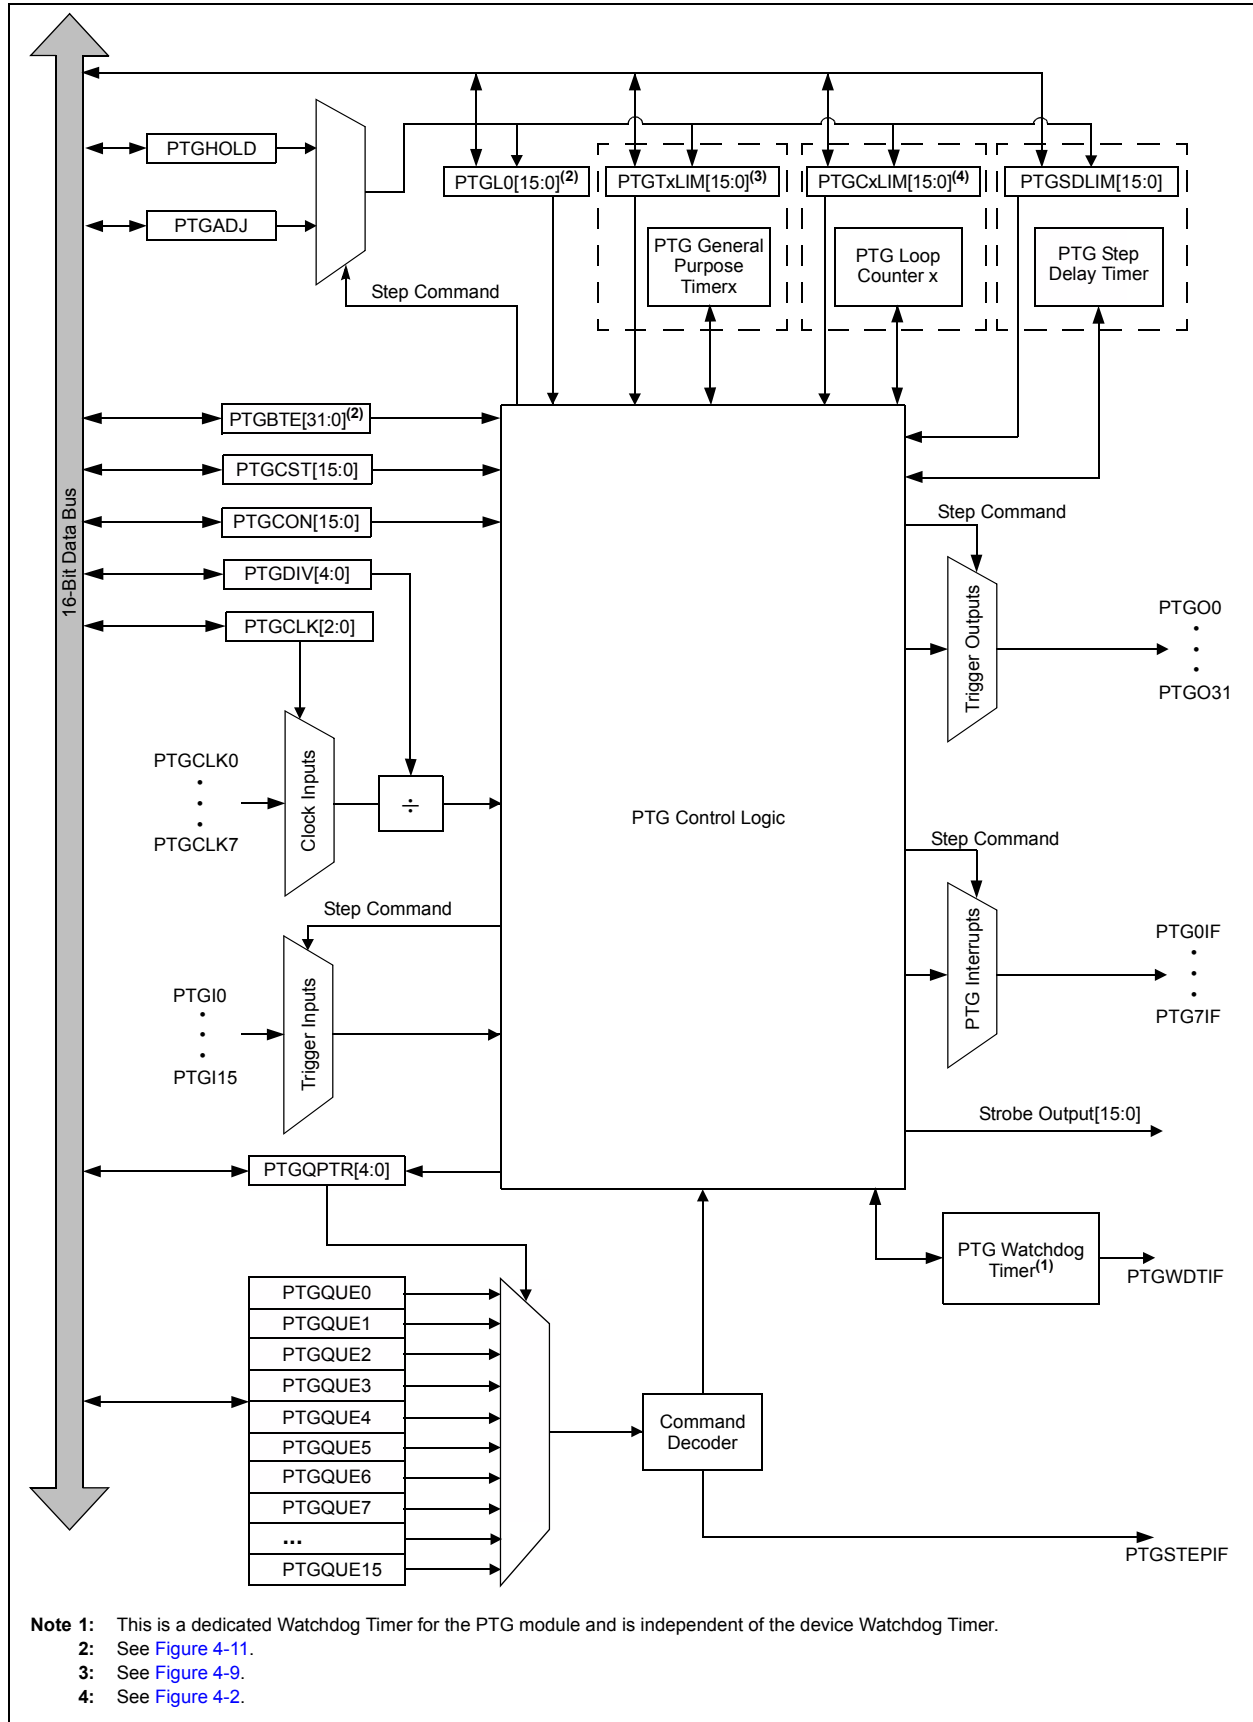 16-Bit Data Bus
PTGHOLD
PTGADJ
PTGL0[15:0](2)
PTGTxLIM[15:0](3)
PTGCxLIM[15:0](4)
PTGSDLIM[15:0]
PTG General
Purpose
Timerx
PTG Loop
Counter x
PTG Step
Delay Timer
Step Command
PTGBTE[31:0](2)
PTGCST[15:0]
PTGCON[15:0]
PTGDIV[4:0]
PTGCLK[2:0]
Step Command
Trigger Outputs
PTGO0
•
•
•
PTGO31
PTGCLK0
•
•
•
PTGCLK7
Clock Inputs
÷
PTG Control Logic
Step Command
PTG Interrupts
PTG0IF
•
•
•
PTG7IF
Step Command
PTGI0
•
•
•
PTGI15
Trigger Inputs
Strobe Output[15:0]
PTGQPTR[4:0]
PTG Watchdog
Timer(1)
PTGWDTIF
PTGQUE0
PTGQUE1
PTGQUE2
PTGQUE3
PTGQUE4
PTGQUE5
PTGQUE6
PTGQUE7
...
PTGQUE15
Command
Decoder
PTGSTEPIF
Note 1: This is a dedicated Watchdog Timer for the PTG module and is independent of the device Watchdog Timer.
2: See Figure 4-11.
3: See Figure 4-9.
4: See Figure 4-2.